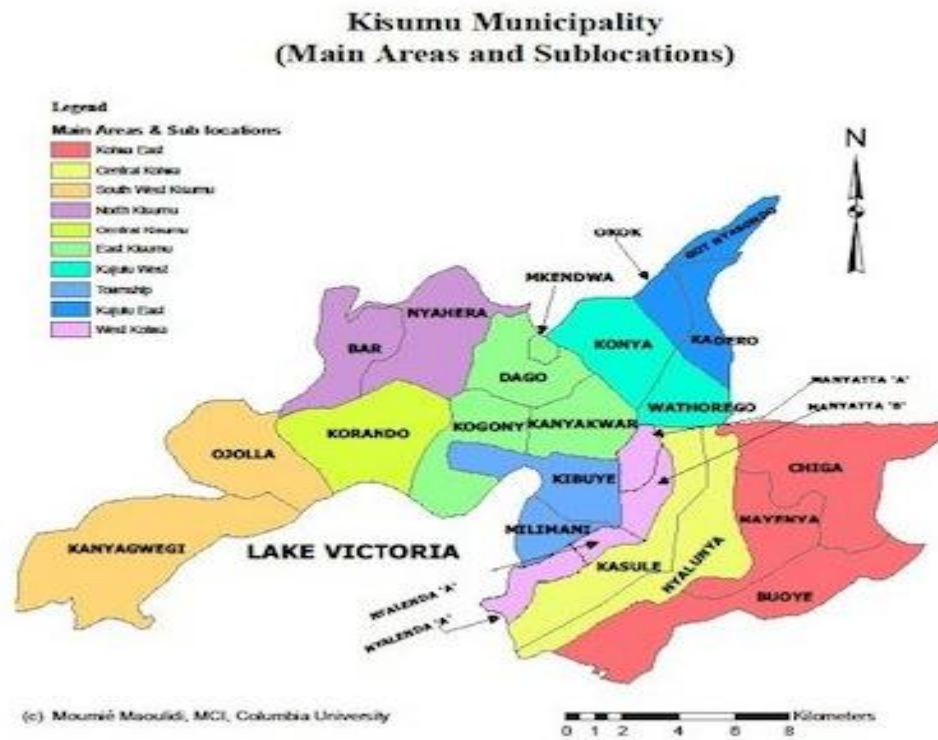 Kisumu Municipality
(Main Areas and Sublocations)
Legend
Main Areas & Sub locations
Kolwa East
Central Kolwa
South West Kisumu
North Kisumu
Central Kisumu
East Kisumu
Kajulu West
Township
Kajulu East
West Kolwa
N
GOT NYABONDO
OKOK
MKENDWA
NYAHERA
BAR
KONYA
KADERO
DAGO
MANYATTA 'A'
WATHOREGO
MANYATTA 'B'
KORANDO
KOGONY
KANYAKWAR
OJOLLA
KIBUYE
CHIGA
MAYENYA
MILIMANI
KANYAGWEGI
LAKE VICTORIA
KASULE
NYALUNYA
BUOYE
NYALENDA 'A'
NYALENDA 'A'
(c) Moumié Maoulidi, MCI, Columbia University
0 1 2 4 6 8 Kilometers